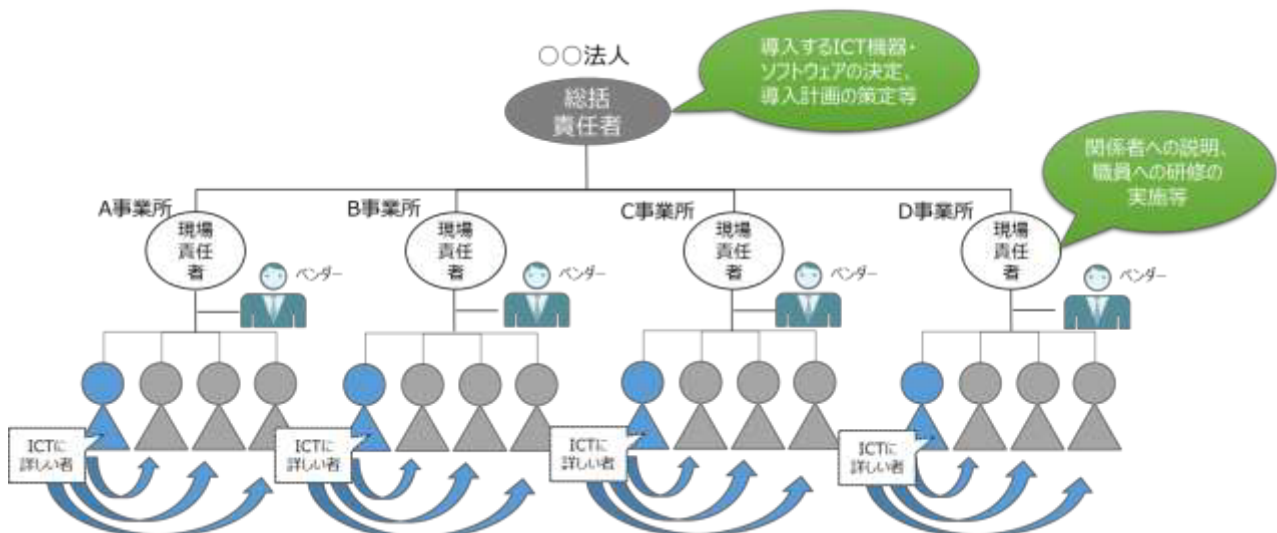 ○○法人
総括
責任者
導入するICT機器・
ソフトウェアの決定、
導入計画の策定等
関係者への説明、
職員への研修の
実施等
A事業所
現場
責任
者
ベンダー
B事業所
現場
責任
者
ベンダー
C事業所
現場
責任
者
ベンダー
D事業所
現場
責任
者
ベンダー
ICTに
詳しい者
ICTに
詳しい者
ICTに
詳しい者
ICTに
詳しい者